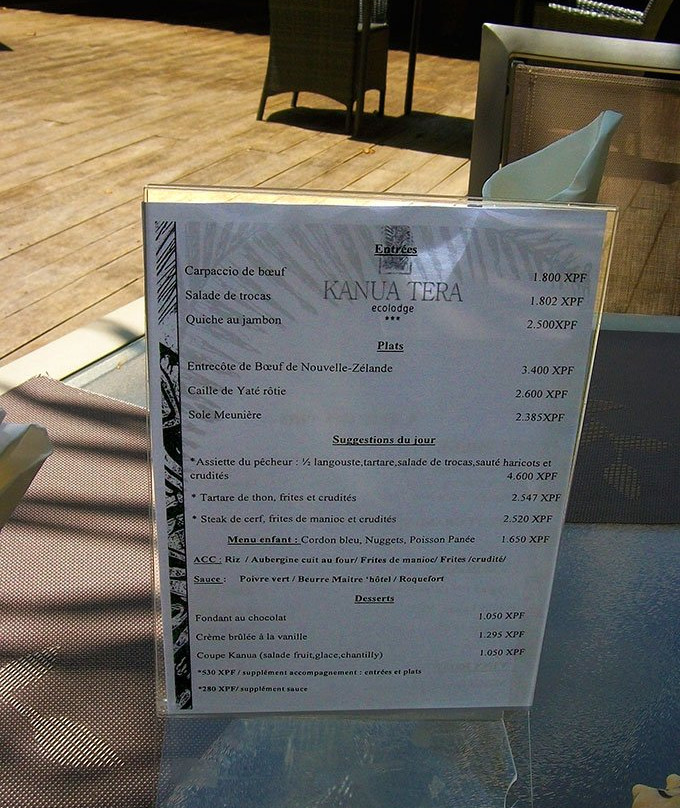 Entrées
Carpaccio de bœuf 1.800 XPF
KANUA TERA
ecolodge
***
Salade de trocas 1.802 XPF
Quiche au jambon 2.500XPF
Plats
Entrecôte de Bœuf de Nouvelle-Zélande 3.400 XPF
Caille de Yaté rôtie 2.600 XPF
Sole Meunière 2.385XPF
Suggestions du jour
*Assiette du pêcheur : ½ langouste,tartare,salade de trocas,sauté haricots et
crudités 4.600 XPF
* Tartare de thon, frites et crudités 2.547 XPF
* Steak de cerf, frites de manioc et crudités 2.520 XPF
Menu enfant : Cordon bleu, Nuggets, Poisson Panée 1.650 XPF
ACC : Riz / Aubergine cuit au four/ Frites de manioc/ Frites /crudité/
Sauce : Poivre vert / Beurre Maitre 'hôtel / Roquefort
Desserts
Fondant au chocolat 1.050 XPF
Crème brûlée à la vanille 1.295 XPF
Coupe Kanua (salade fruit,glace,chantilly) 1.050 XPF
*530 XPF / supplément accompagnement : entrées et plats
*280 XPF/ supplément sauce